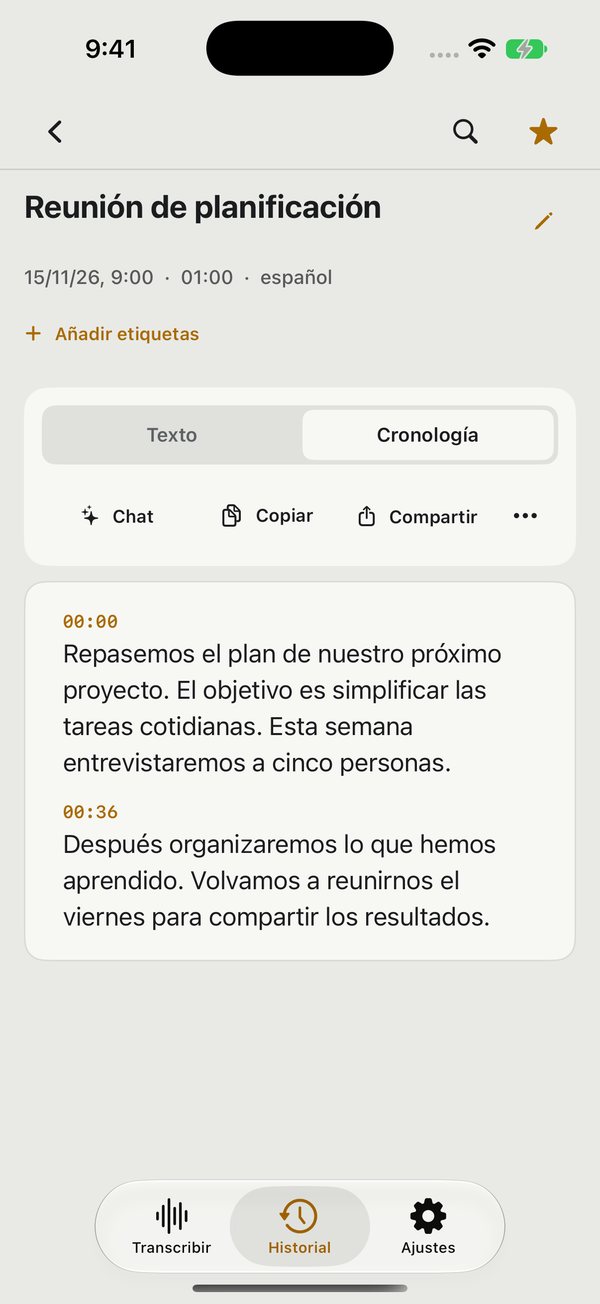 9:41
Reunión de planificación
15/11/26, 9:00 · 01:00 · español
+ Añadir etiquetas
Texto Cronología
Chat Copiar Compartir •••
00:00
Repasemos el plan de nuestro próximo
proyecto. El objetivo es simplificar las
tareas cotidianas. Esta semana
entrevistaremos a cinco personas.
00:36
Después organizaremos lo que hemos
aprendido. Volvamos a reunirnos el
viernes para compartir los resultados.
Transcribir Historial Ajustes